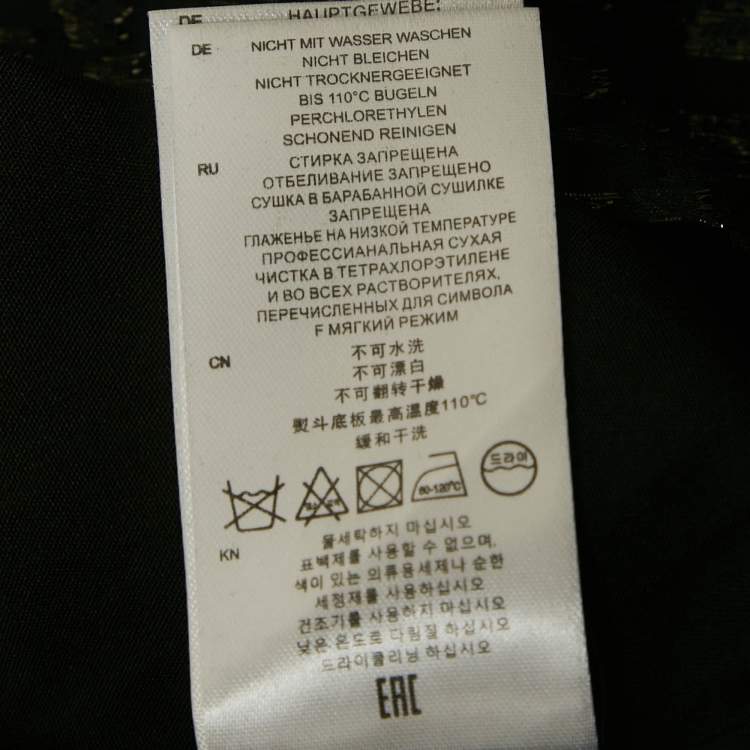 DE HAUPTGEWEBE:
DE NICHT MIT WASSER WASCHEN
NICHT BLEICHEN
NICHT TROCKNERGEEIGNET
BIS 110°C BÜGELN
PERCHLORETHYLEN
SCHONEND REINIGEN
RU СТИРКА ЗАПРЕЩЕНА
ОТБЕЛИВАНИЕ ЗАПРЕЩЕНО
СУШКА В БАРАБАННОЙ СУШИЛКЕ
ЗАПРЕЩЕНА
ГЛАЖЕНЬЕ НА НИЗКОЙ ТЕМПЕРАТУРЕ
ПРОФЕССИАНАЛЬНАЯ СУХАЯ
ЧИСТКА В ТЕТРАХЛОРЭТИЛЕНЕ
И ВО ВСЕХ РАСТВОРИТЕЛЯХ,
ПЕРЕЧИСЛЕННЫХ ДЛЯ СИМВОЛА
F МЯГКИЙ РЕЖИМ
CN 不可水洗
不可漂白
不可翻转干燥
熨斗底板最高温度110°C
缓和干洗
80-120°C 드라이
KN 물세탁하지 마십시오
표백제를 사용할 수 없으며,
색이 있는 의류용세제나 순한
세정제를 사용하십시오
건조기를 사용하지 마십시오
낮은 온도로 다림질 하십시오
드라이클리닝 하십시오
EAC